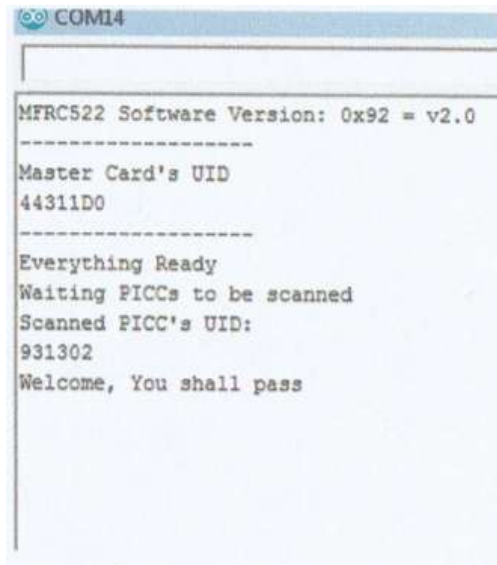 COM14
MFRC522 Software Version: 0x92 = v2.0
-------------------
Master Card's UID
44311D0
-------------------
Everything Ready
Waiting PICCs to be scanned
Scanned PICC's UID:
931302
Welcome, You shall pass